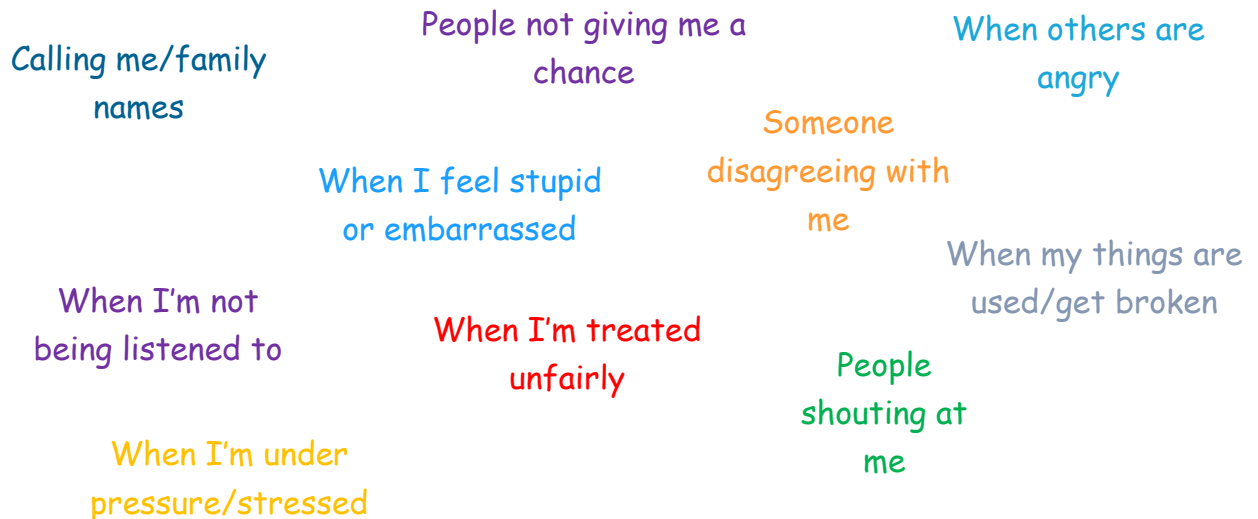 People not giving me a
chance
When others are
angry
Calling me/family
names
Someone
disagreeing with
me
When I feel stupid
or embarrassed
When my things are
used/get broken
When I'm not
being listened to
When I'm treated
unfairly
People
shouting at
me
When I'm under
pressure/stressed